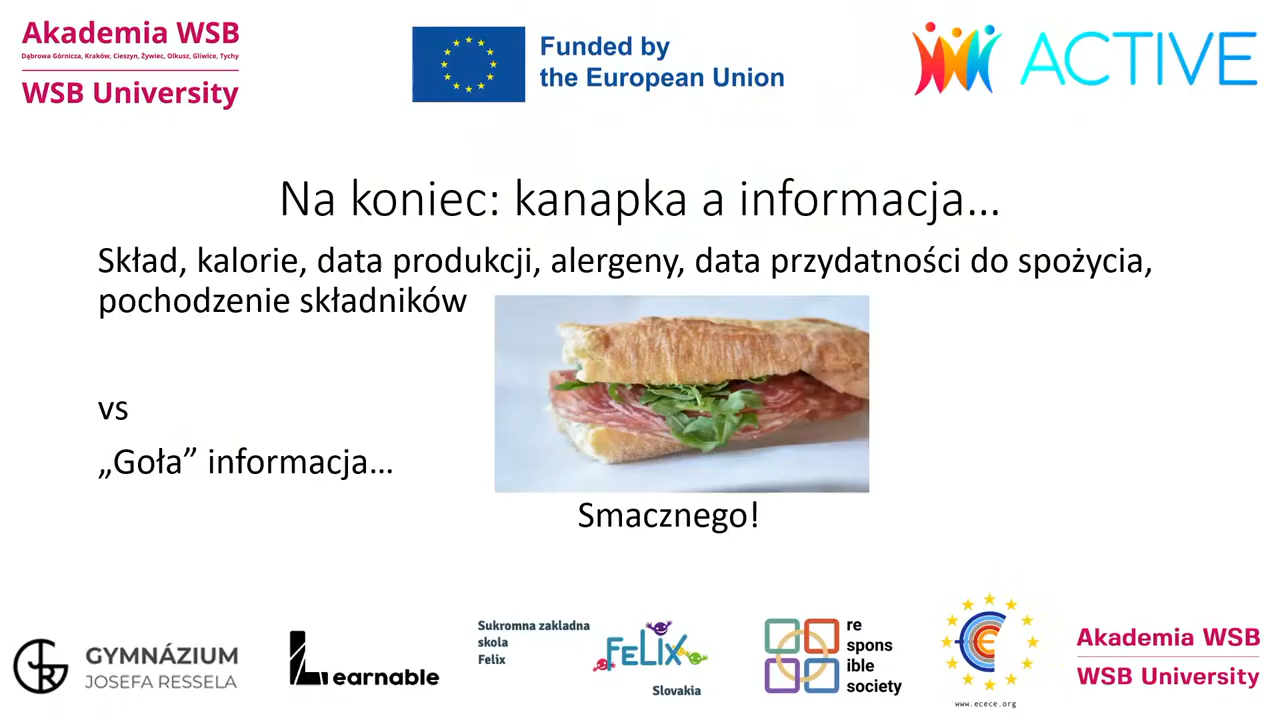 Akademia WSB
Dąbrowa Górnicza, Kraków, Cieszyn, Żywiec, Olkusz, Gliwice, Tychy
WSB University
Funded by
the European Union
ACTIVE
Na koniec: kanapka a informacja...
Skład, kalorie, data produkcji, alergeny, data przydatności do spożycia,
pochodzenie składników
vs
„Goła” informacja...
Smacznego!
GYMNÁZIUM
JOSEFA RESSELA
Learnable
Sukromna zakladna
skola
Felix
FELIX
Slovakia
re
spons
ible
society
www.ecece.org
Akademia WSB
WSB University